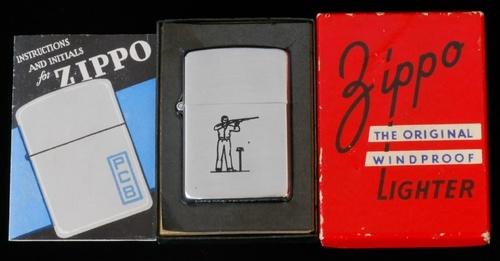 INSTRUCTIONS
AND INITIALS
for ZIPPO
PCB
Zippo
THE ORIGINAL
WINDPROOF
LIGHTER